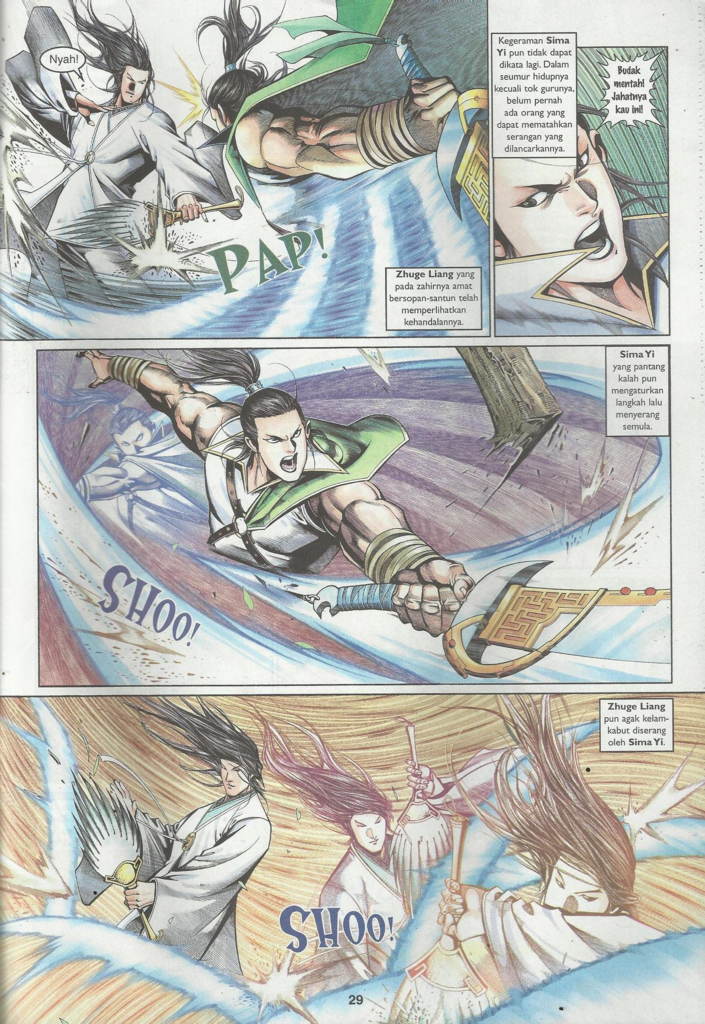 Nyah!
PAP!
Zhuge Liang yang
pada zahirnya amat
bersopan-santun telah
memperlihatkan
kehandalannya.
Kegeraman Sima
Yi pun tidak dapat
dikata lagi. Dalam
seumur hidupnya
kecuali tok gurunya,
belum pernah
ada orang yang
dapat mematahkan
serangan yang
dilancarkannya.
Budak
mentah!
Jahatnya
kau ini!
Sima Yi
yang pantang
kalah pun
mengaturkan
langkah lalu
menyerang
semula.
SHOO!
Zhuge Liang
pun agak kelam-
kabut diserang
oleh Sima Yi.
SHOO!
29